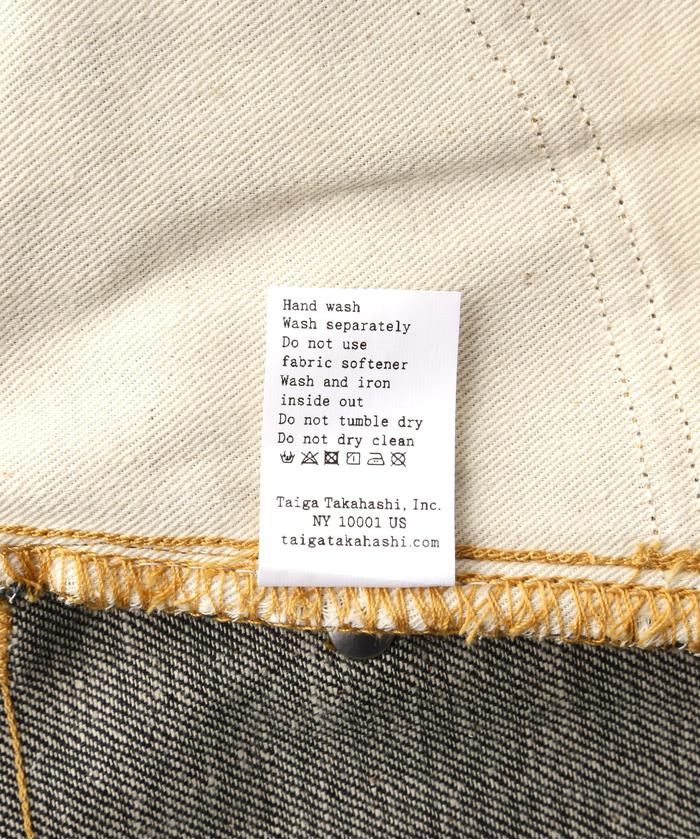 Hand wash
Wash separately
Do not use
fabric softener
Wash and iron
inside out
Do not tumble dry
Do not dry clean
Taiga Takahashi, Inc.
NY 10001 US
taigatakahashi.com